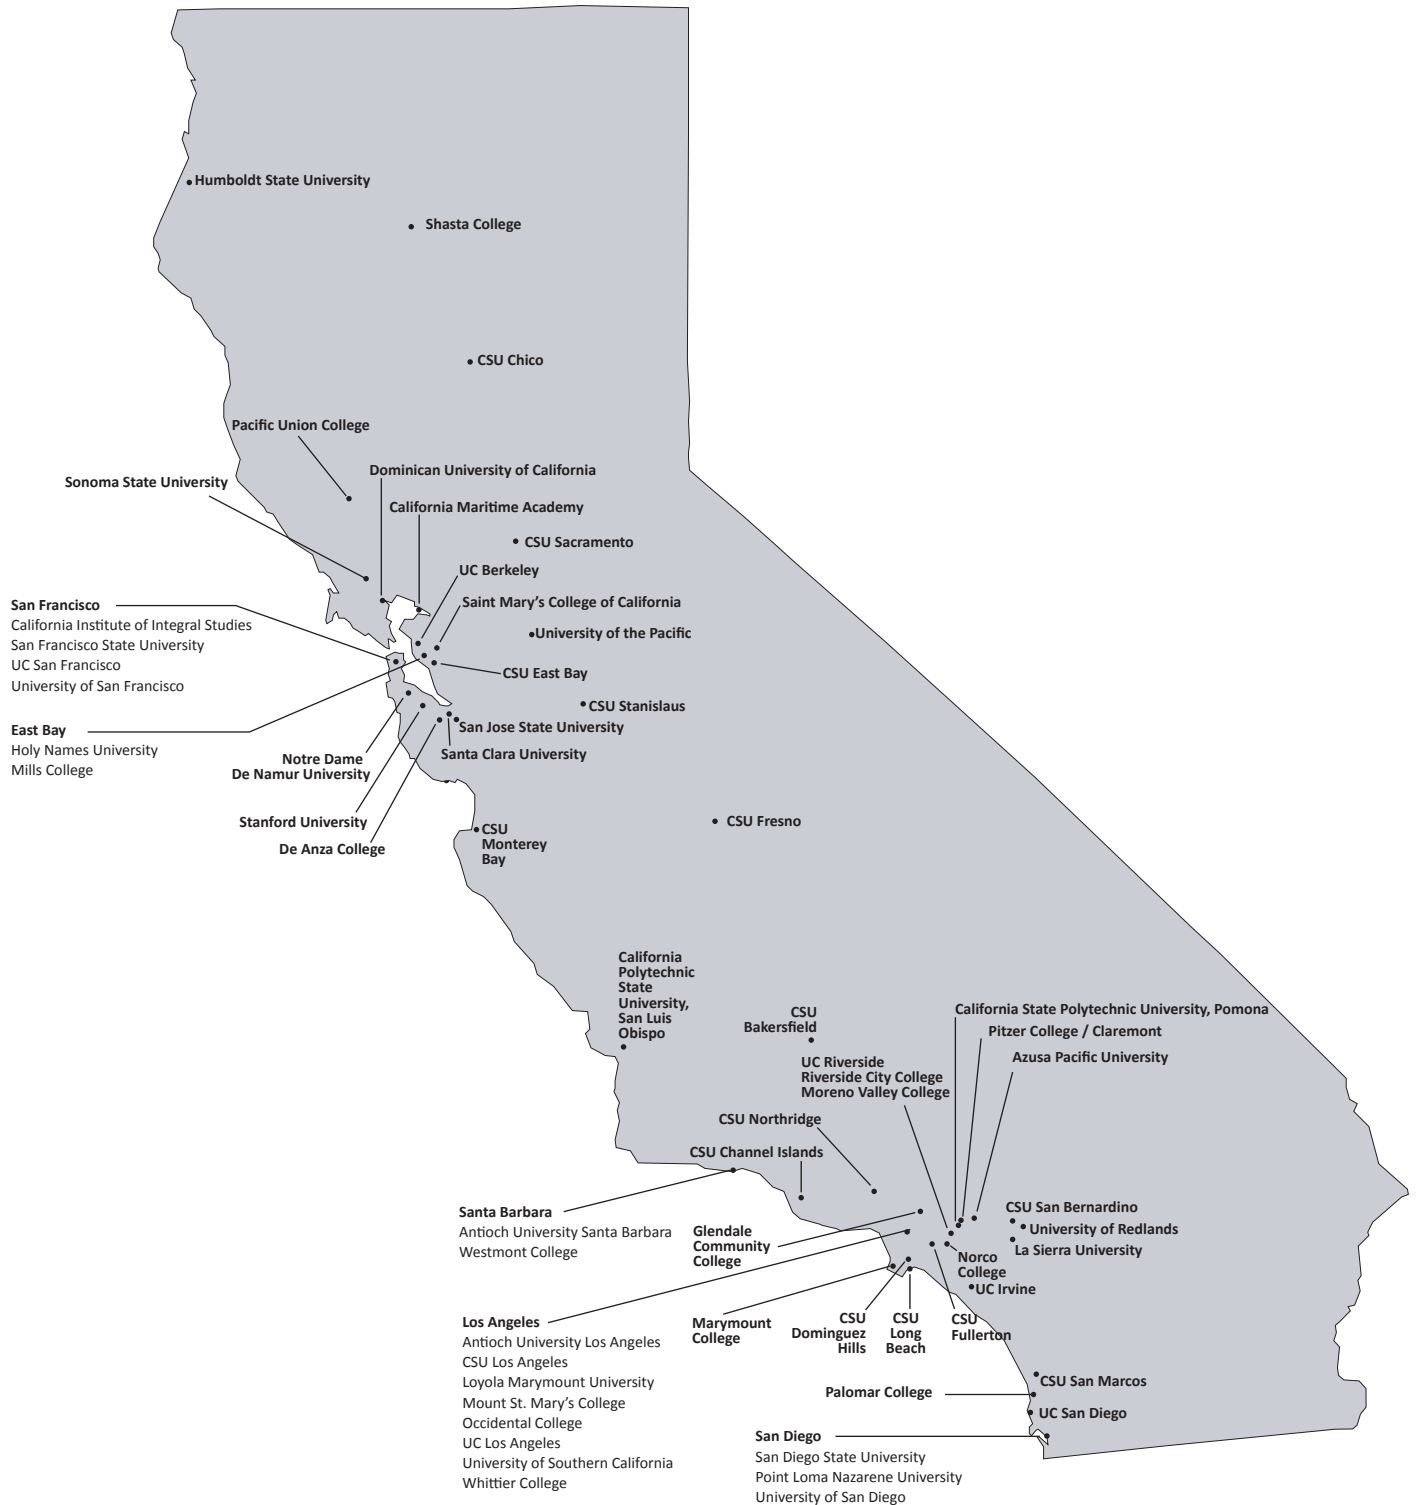 Humboldt State University
Shasta College
CSU Chico
Pacific Union College
Dominican University of California
Sonoma State University
California Maritime Academy
CSU Sacramento
UC Berkeley
Saint Mary’s College of California
San Francisco
California Institute of Integral Studies
San Francisco State University
UC San Francisco
University of San Francisco
University of the Pacific
CSU East Bay
CSU Stanislaus
East Bay
Holy Names University
Mills College
San Jose State University
Santa Clara University
Notre Dame
De Namur University
Stanford University
De Anza College
CSU
Monterey
Bay
CSU Fresno
California
Polytechnic
State
University,
San Luis
Obispo
CSU
Bakersfield
California State Polytechnic University, Pomona
Pitzer College / Claremont
Azusa Pacific University
UC Riverside
Riverside City College
Moreno Valley College
CSU Northridge
CSU Channel Islands
Santa Barbara
Antioch University Santa Barbara
Westmont College
Glendale
Community
College
CSU San Bernardino
University of Redlands
La Sierra University
Norco
College
UC Irvine
Los Angeles
Antioch University Los Angeles
CSU Los Angeles
Loyola Marymount University
Mount St. Mary’s College
Occidental College
UC Los Angeles
University of Southern California
Whittier College
Marymount
College
CSU
Dominguez
Hills
CSU
Long
Beach
CSU
Fullerton
CSU San Marcos
Palomar College
UC San Diego
San Diego
San Diego State University
Point Loma Nazarene University
University of San Diego